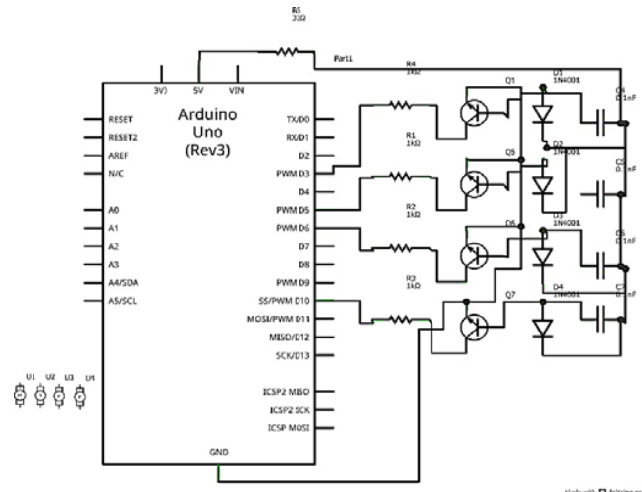 R5
Part1
3V3
5V
VIN
Arduino
Uno
(Rev3)
RESET
RESET2
AREF
N/C
A0
A1
A2
A3
A4/SDA
A5/SCL
TX/D0
RX/D1
D2
PWM D3
D4
PWM D5
PWM D6
D7
D8
PWM D9
SS/PWM D10
MOSI/PWM D11
MISO/D12
SCK/D13
ICSP2 MISO
ICSP2 SCK
ICSP MOSI
GND
R4
1kΩ
R1
1kΩ
R2
1kΩ
R3
1kΩ
Q1
Q5
Q6
Q7
D1
1N4001
D2
1N4001
D3
1N4001
D4
1N4001
C4
0.1nF
C5
0.1nF
C6
0.1nF
C7
0.1nF
U1
U2
U3
U4